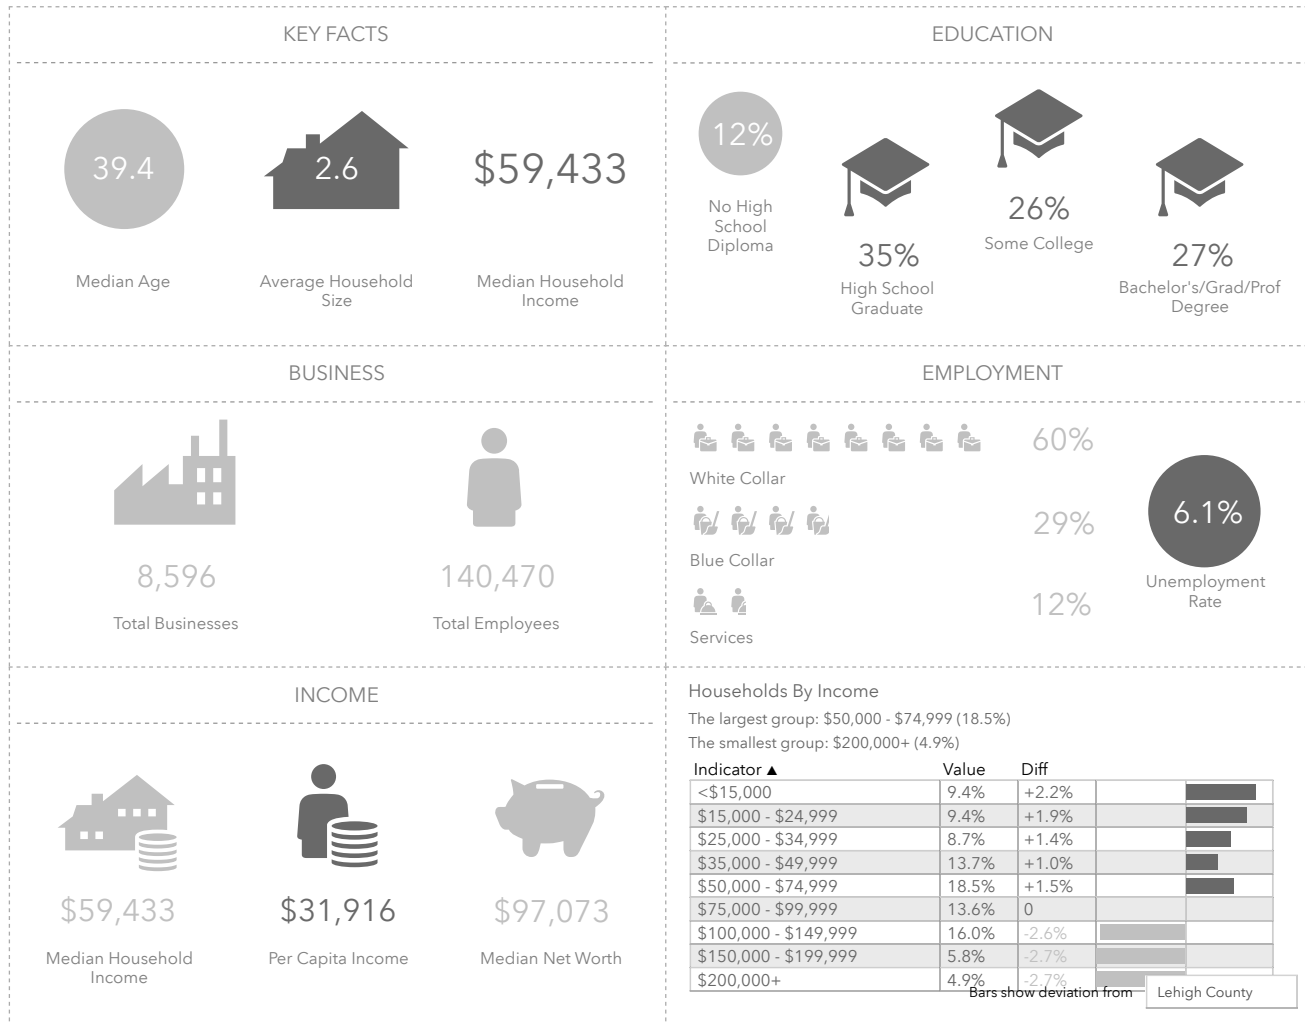 KEY FACTS
39.4
Median Age
2.6
Average Household
Size
$59,433
Median Household
Income
EDUCATION
12%
No High
School
Diploma
35%
High School
Graduate
26%
Some College
27%
Bachelor's/Grad/Prof
Degree
BUSINESS
8,596
Total Businesses
140,470
Total Employees
EMPLOYMENT
60%
White Collar
29%
Blue Collar
12%
Services
6.1%
Unemployment
Rate
INCOME
$59,433
Median Household
Income
$31,916
Per Capita Income
$97,073
Median Net Worth
Households By Income
The largest group: $50,000 - $74,999 (18.5%)
The smallest group: $200,000+ (4.9%)
Indicator ▲ Value Diff
<$15,000 9.4% +2.2%
$15,000 - $24,999 9.4% +1.9%
$25,000 - $34,999 8.7% +1.4%
$35,000 - $49,999 13.7% +1.0%
$50,000 - $74,999 18.5% +1.5%
$75,000 - $99,999 13.6% 0
$100,000 - $149,999 16.0% -2.6%
$150,000 - $199,999 5.8% -2.7%
$200,000+ 4.9% -2.7%
Bars show deviation from Lehigh County